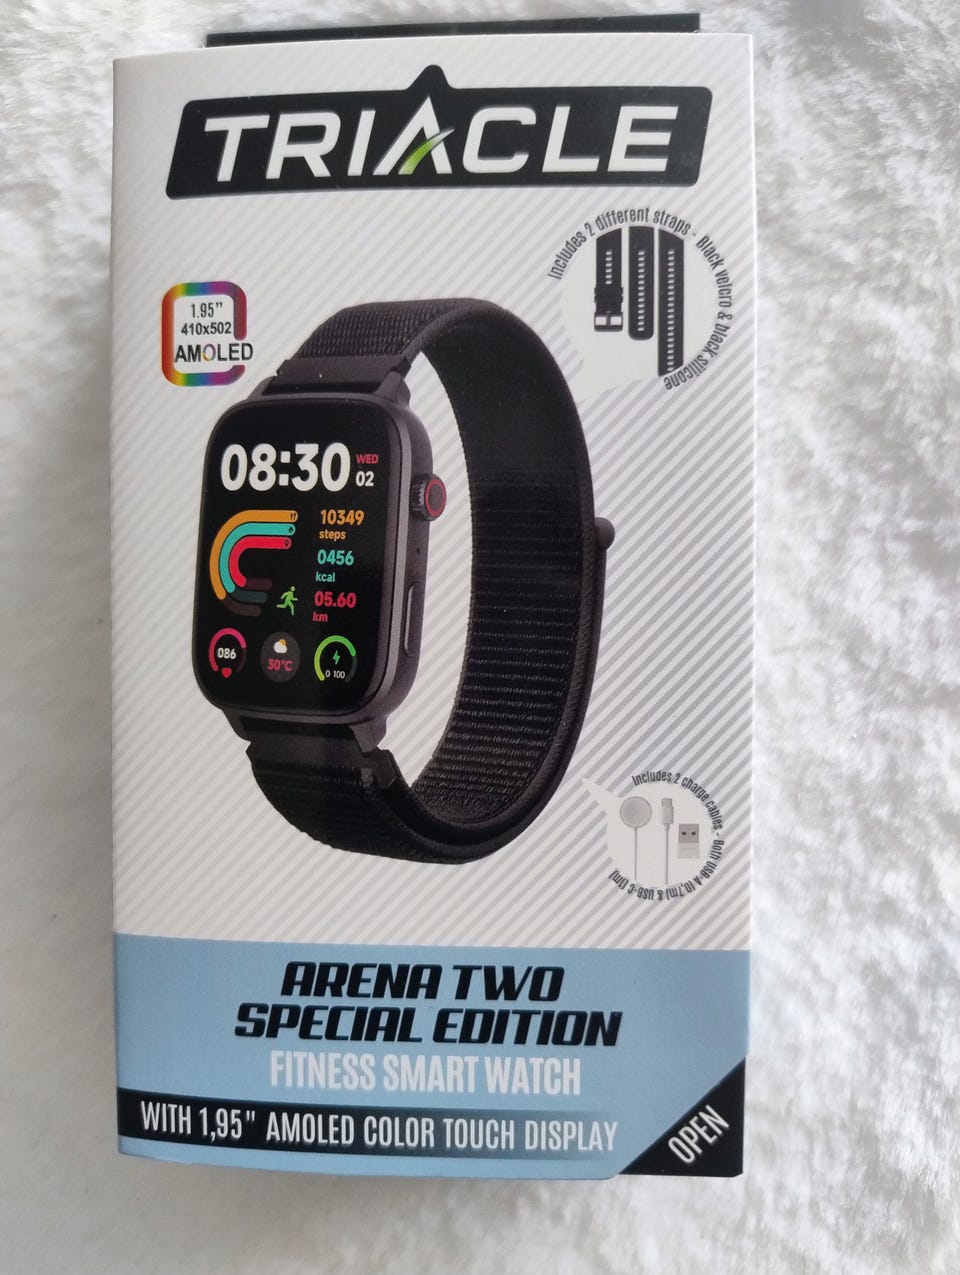 TRIACLE
Includes 2 different straps - Black velcro & black silicone
1.95”
410x502
AMOLED
08:30
WED
02
10349
steps
0456
kcal
05.60
km
086
30°C
0 100
Includes 2 charge cables - Both USB-A (0,7m) & USB-C (1m)
ARENA TWO
SPECIAL EDITION
FITNESS SMART WATCH
WITH 1,95” AMOLED COLOR TOUCH DISPLAY
OPEN